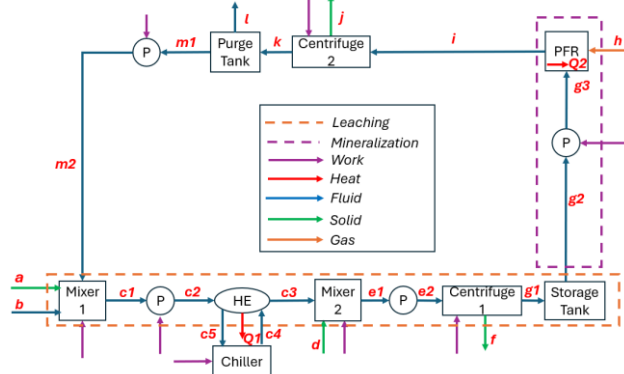 l
j
m1
k
i
h
P
Purge
Tank
Centrifuge
2
PFR
Q2
g3
P
Leaching
Mineralization
Work
Heat
Fluid
Solid
Gas
m2
g2
a
b
Mixer
1
c1
P
c2
HE
c3
Mixer
2
e1
P
e2
Centrifuge
1
g1
Storage
Tank
c5
Q1
c4
d
f
Chiller